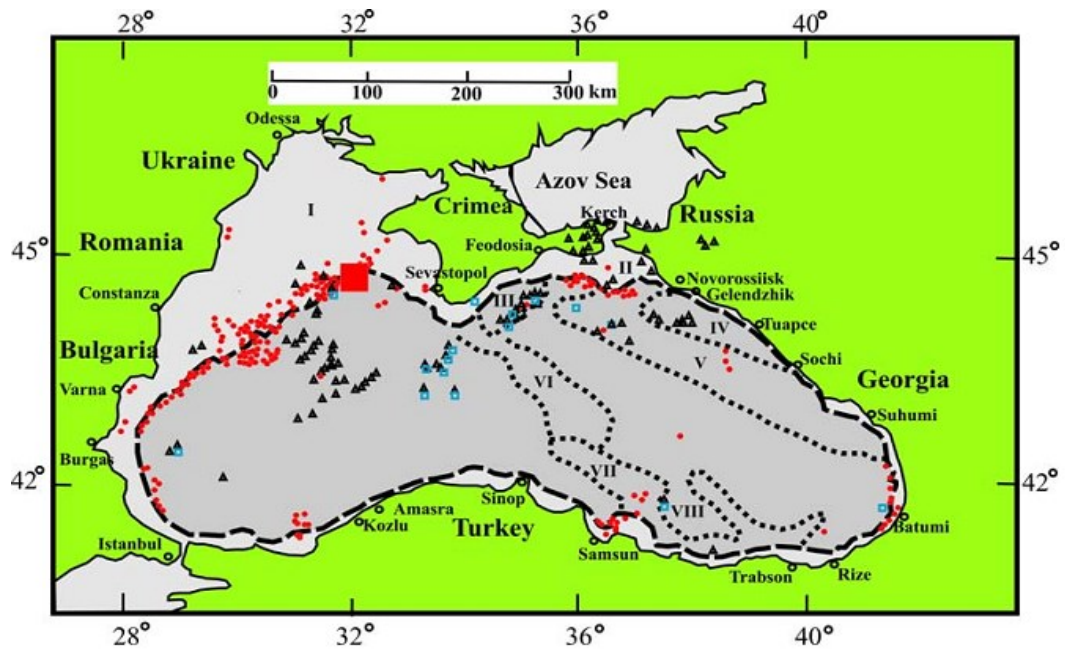 28° 32° 36° 40°
0 100 200 300 km
Odessa
Ukraine
Azov Sea
I
Crimea
Kerch
Russia
Romania
Feodosia
45° 45°
II
Sevastopol
Novorossiisk
Constanza
III
Gelendzhik
IV
Tuapce
Bulgaria
V
Sochi
Varna
VI
Georgia
Suhumi
Burgas
42° 42°
VII
Sinop
Amasra
VIII
Kozlu
Turkey
Batumi
Istanbul
Samsun
Trabson
Rize
28° 32° 36° 40°